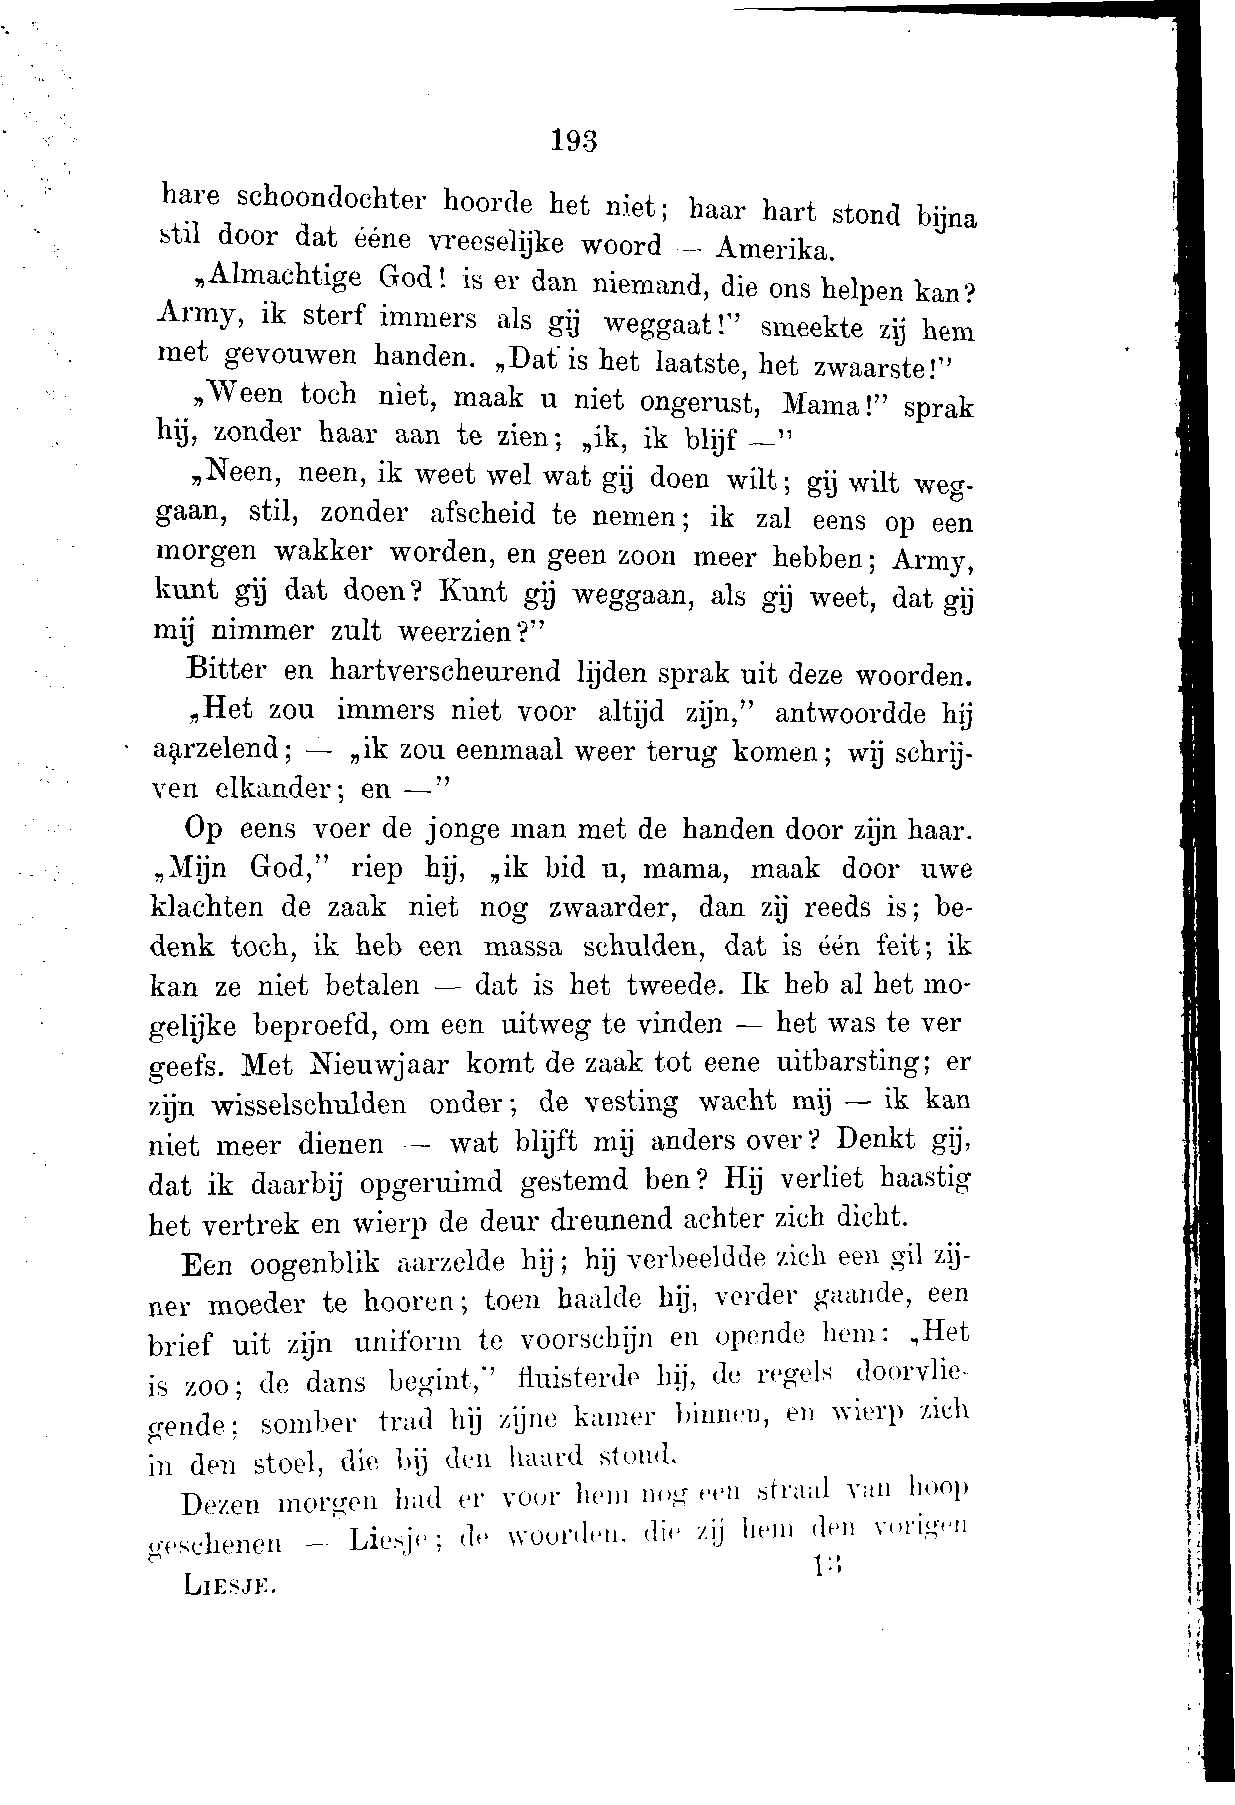 193
hare schoondochter hoorde het niet; haar hart stond bijna
stil door dat ééne vreeselijke woord — Amerika.
„Almachtige God! is er dan niemand, die ons helpen kan?
Army, ik sterf immers als gij weggaat!” smeekte zij hem
met gevouwen handen. „Dat is het laatste, het zwaarste!”
„Ween toch niet, maak u niet ongerust, Mama!” sprak
hij, zonder haar aan te zien; „ik, ik blijf —”
„Neen, neen, ik weet wel wat gij doen wilt; gij wilt weg-
gaan, stil, zonder afscheid te nemen; ik zal eens op een
morgen wakker worden, en geen zoon meer hebben; Army,
kunt gij dat doen? Kunt gij weggaan, als gij weet, dat gij
mij nimmer zult weerzien?”
Bitter en hartverscheurend lijden sprak uit deze woorden.
„Het zou immers niet voor altijd zijn,” antwoordde hij
aarzelend; — „ik zou eenmaal weer terug komen; wij schrij-
ven elkander; en —”
Op eens voer de jonge man met de handen door zijn haar.
„Mijn God,” riep hij, „ik bid u, mama, maak door uwe
klachten de zaak niet nog zwaarder, dan zij reeds is; be-
denk toch, ik heb een massa schulden, dat is één feit; ik
kan ze niet betalen — dat is het tweede. Ik heb al het mo-
gelijke beproefd, om een uitweg te vinden — het was te ver
geefs. Met Nieuwjaar komt de zaak tot eene uitbarsting; er
zijn wisselschulden onder; de vesting wacht mij — ik kan
niet meer dienen — wat blijft mij anders over? Denkt gij,
dat ik daarbij opgeruimd gestemd ben? Hij verliet haastig
het vertrek en wierp de deur dreunend achter zich dicht.
Een oogenblik aarzelde hij; hij verbeeldde zich een gil zij-
ner moeder te hooren; toen haalde hij, verder gaande, een
brief uit zijn uniform te voorschijn en opende hem: „Het
is zoo; de dans begint,” fluisterde hij, de regels doorvlie-
gende; somber trad hij zijne kamer binnen, en wierp zich
in den stoel, die bij den haard stond.
Dezen morgen had er voor hem nog een straal van hoop
geschenen — Liesje; de woorden, die zij hem den vorigen
13
LIESJE.